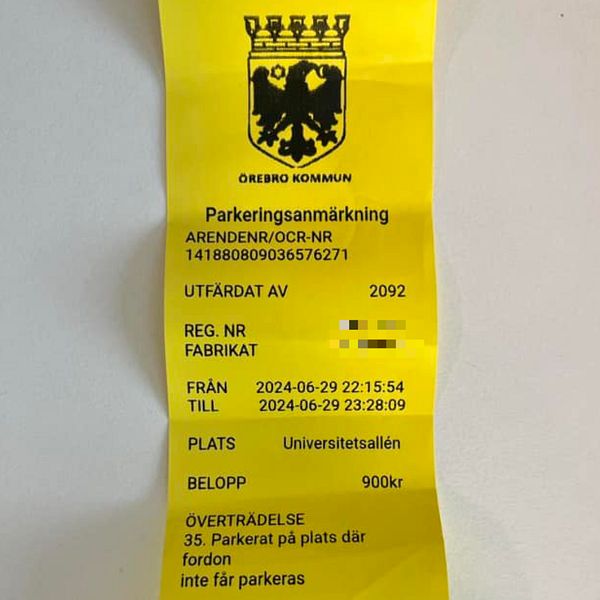 ÖREBRO KOMMUN
Parkeringsanmärkning
ARENDENR/OCR-NR
141880809036576271
UTFÄRDAT AV 2092
REG. NR
FABRIKAT
FRÅN 2024-06-29 22:15:54
TILL 2024-06-29 23:28:09
PLATS Universitetsallén
BELOPP 900kr
ÖVERTRÄDELSE
35. Parkerat på plats där
fordon
inte får parkeras